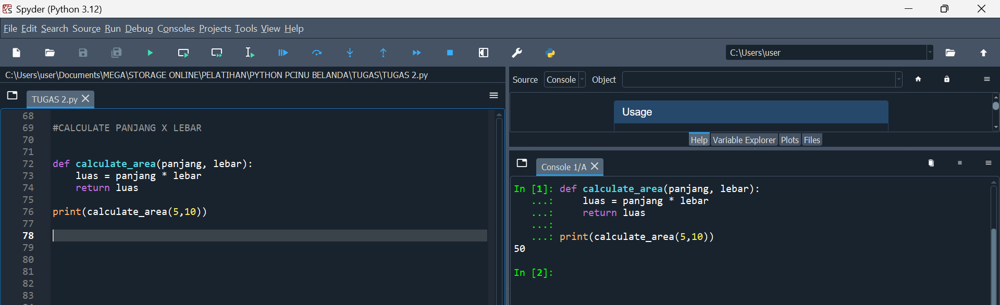 Spyder (Python 3.12)
File Edit Search Source Run Debug Consoles Projects Tools View Help
C:\Users\user
C:\Users\user\Documents\MEGA\STORAGE ONLINE\PELATIHAN\PYTHON PCINU BELANDA\TUGAS\TUGAS 2.py
TUGAS 2.py
68
69 #CALCULATE PANJANG X LEBAR
70
71
72 def calculate_area(panjang, lebar):
73 luas = panjang * lebar
74 return luas
75
76 print(calculate_area(5,10))
77
78
79
80
81
82
83
Source Console Object
Usage
Help Variable Explorer Plots Files
Console 1/A
In [1]: def calculate_area(panjang, lebar):
...: luas = panjang * lebar
...: return luas
...:
...: print(calculate_area(5,10))
50
In [2]: